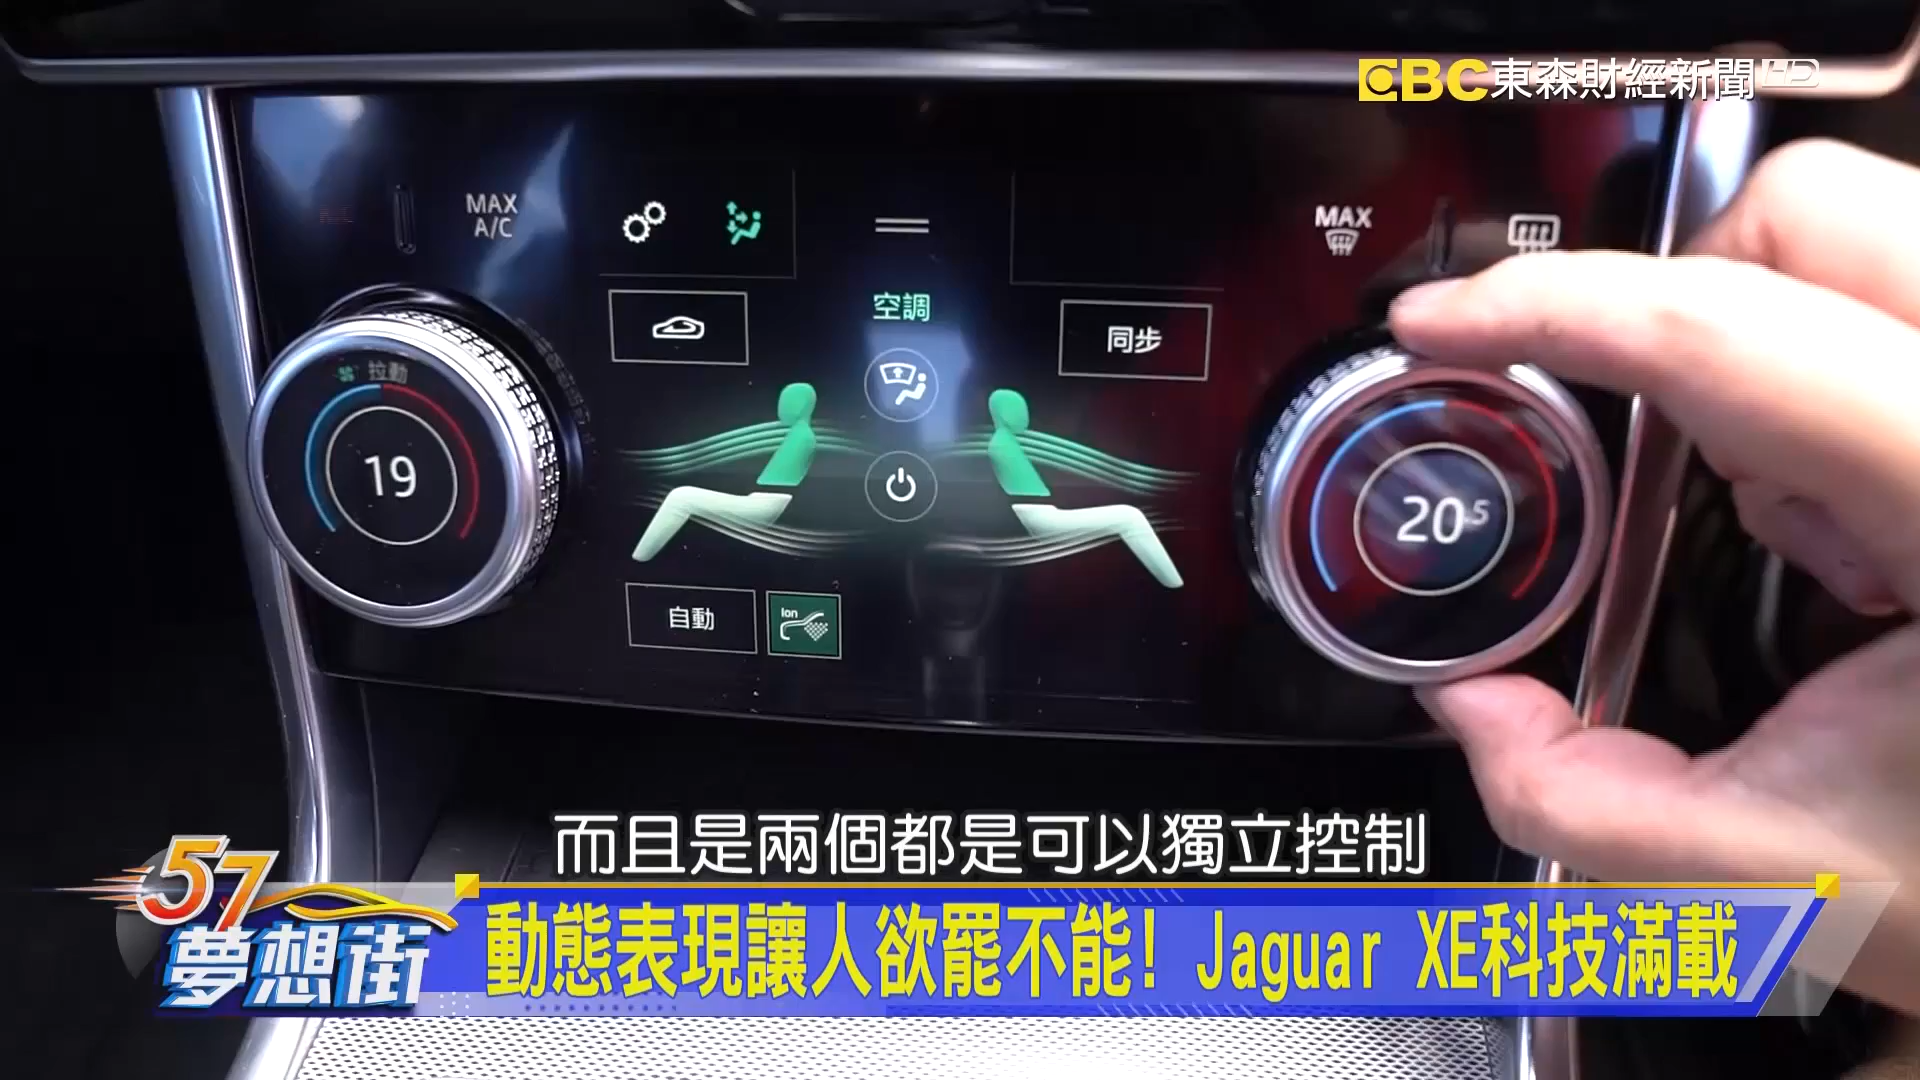 EBC東森財經新聞HD
MAX
A/C
MAX
空調
同步
拉動
19
20.5
自動
Ion
而且是兩個都是可以獨立控制
57
夢想街
動態表現讓人欲罷不能! Jaguar XE科技滿載